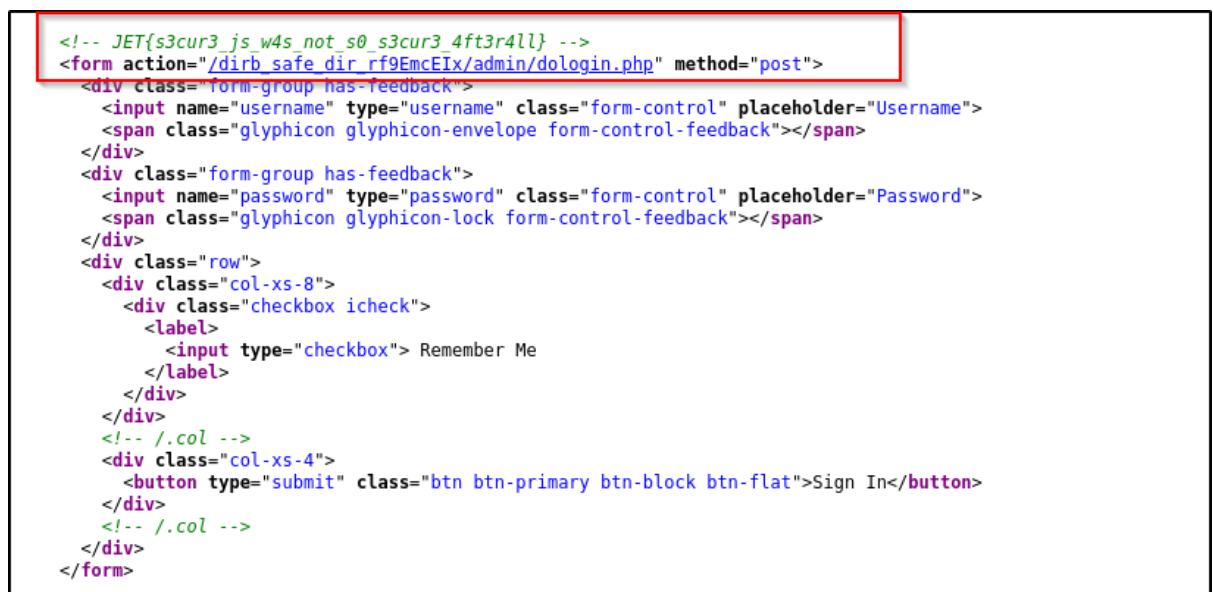 <!-- JET{s3cur3_js_w4s_not_s0_s3cur3_4ft3r4ll} -->
<form action="/dirb_safe_dir_rf9EmcEIx/admin/dologin.php" method="post">
<div class="form-group has-feedback">
<input name="username" type="username" class="form-control" placeholder="Username">
<span class="glyphicon glyphicon-envelope form-control-feedback"></span>
</div>
<div class="form-group has-feedback">
<input name="password" type="password" class="form-control" placeholder="Password">
<span class="glyphicon glyphicon-lock form-control-feedback"></span>
</div>
<div class="row">
<div class="col-xs-8">
<div class="checkbox icheck">
<label>
<input type="checkbox"> Remember Me
</label>
</div>
</div>
<!-- /.col -->
<div class="col-xs-4">
<button type="submit" class="btn btn-primary btn-block btn-flat">Sign In</button>
</div>
<!-- /.col -->
</div>
</form>